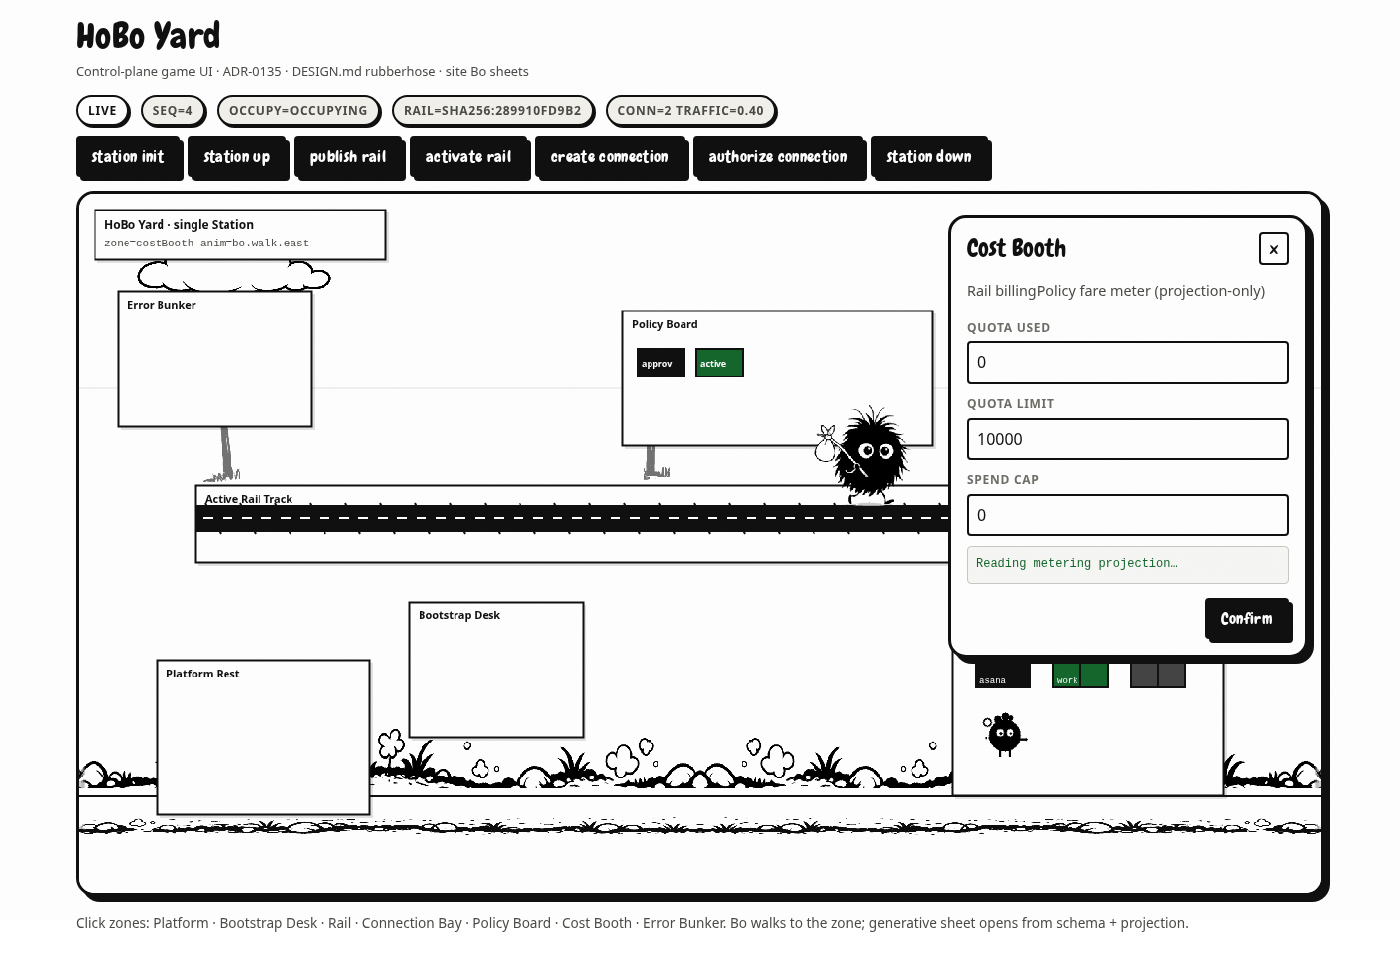 HoBo Yard
Control-plane game UI · ADR-0135 · DESIGN.md rubberhose · site Bo sheets
LIVE
SEQ=4
OCCUPY=OCCUPYING
RAIL=SHA256:289910FD9B2
CONN=2 TRAFFIC=0.40
station init
station up
publish rail
activate rail
create connection
authorize connection
station down
HoBo Yard · single Station
zone=costBooth anim=bo.walk.east
Error Bunker
Policy Board
approv
active
Active Rail Track
Bootstrap Desk
Platform Rest
asana
work
Cost Booth
x
Rail billingPolicy fare meter (projection-only)
QUOTA USED
0
QUOTA LIMIT
10000
SPEND CAP
0
Reading metering projection…
Confirm
Click zones: Platform · Bootstrap Desk · Rail · Connection Bay · Policy Board · Cost Booth · Error Bunker. Bo walks to the zone; generative sheet opens from schema + projection.